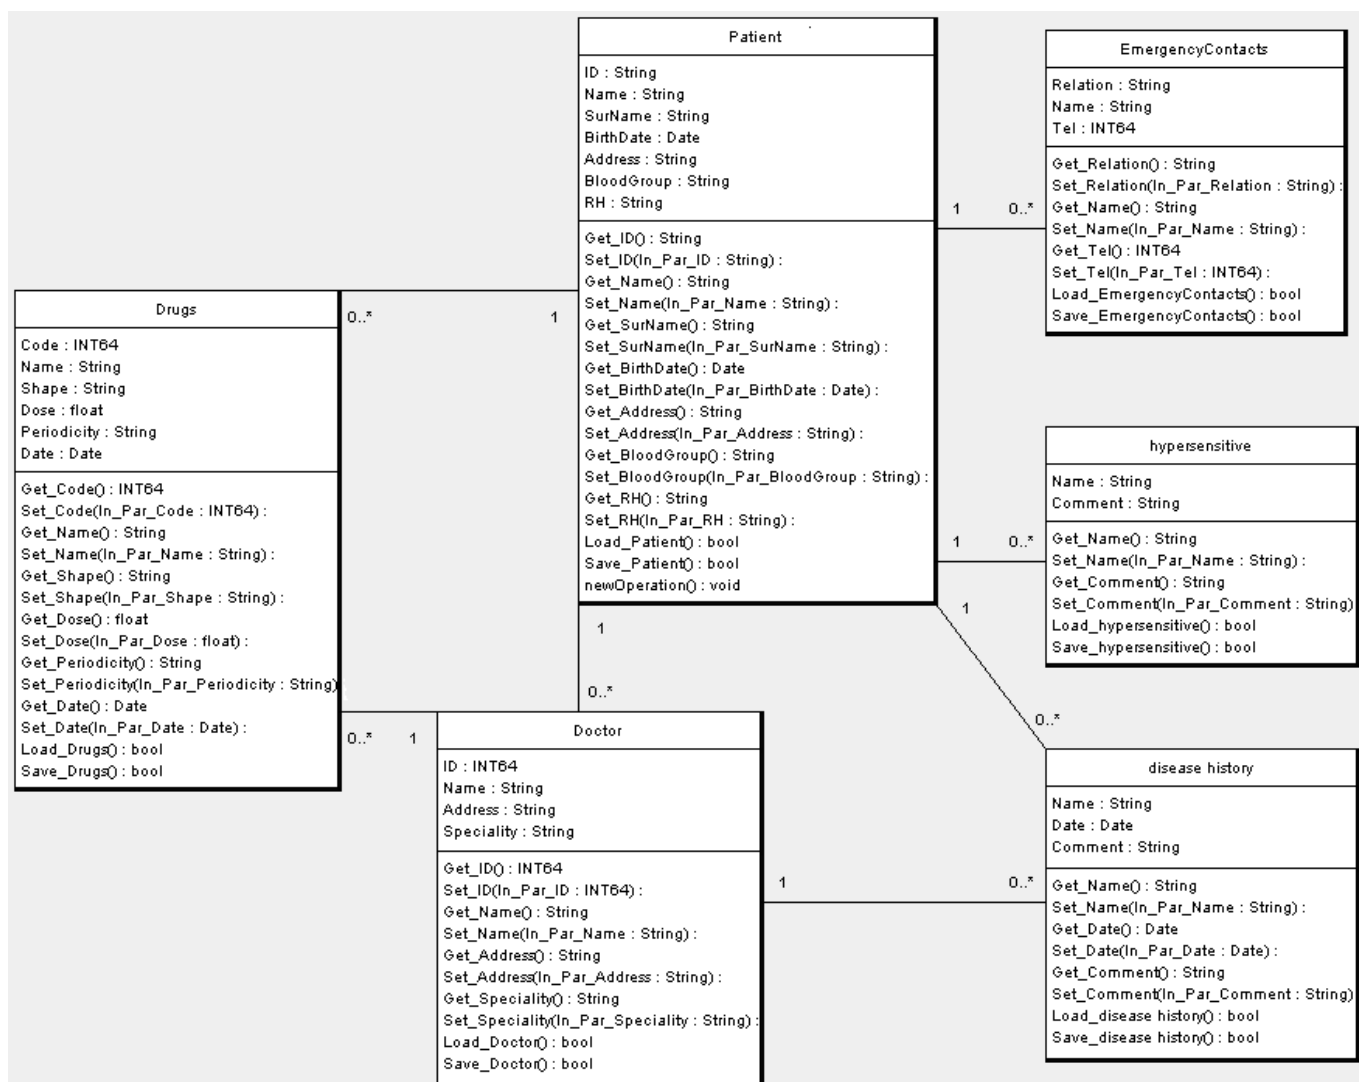 Patient
ID : String
Name : String
SurName : String
BirthDate : Date
Address : String
BloodGroup : String
RH : String
Get_ID() : String
Set_ID(In_Par_ID : String) :
Get_Name() : String
Set_Name(In_Par_Name : String) :
Get_SurName() : String
Set_SurName(In_Par_SurName : String) :
Get_BirthDate() : Date
Set_BirthDate(In_Par_BirthDate : Date) :
Get_Address() : String
Set_Address(In_Par_Address : String) :
Get_BloodGroup() : String
Set_BloodGroup(In_Par_BloodGroup : String) :
Get_RH() : String
Set_RH(In_Par_RH : String) :
Load_Patient() : bool
Save_Patient() : bool
newOperation() : void
EmergencyContacts
Relation : String
Name : String
Tel : INT64
Get_Relation() : String
Set_Relation(In_Par_Relation : String) :
Get_Name() : String
Set_Name(In_Par_Name : String) :
Get_Tel() : INT64
Set_Tel(In_Par_Tel : INT64) :
Load_EmergencyContacts() : bool
Save_EmergencyContacts() : bool
1 0..*
Drugs
Code : INT64
Name : String
Shape : String
Dose : float
Periodicity : String
Date : Date
Get_Code() : INT64
Set_Code(In_Par_Code : INT64) :
Get_Name() : String
Set_Name(In_Par_Name : String) :
Get_Shape() : String
Set_Shape(In_Par_Shape : String) :
Get_Dose() : float
Set_Dose(In_Par_Dose : float) :
Get_Periodicity() : String
Set_Periodicity(In_Par_Periodicity : String)
Get_Date() : Date
Set_Date(In_Par_Date : Date) :
Load_Drugs() : bool
Save_Drugs() : bool
0..* 1
hypersensitive
Name : String
Comment : String
Get_Name() : String
Set_Name(In_Par_Name : String) :
Get_Comment() : String
Set_Comment(In_Par_Comment : String)
Load_hypersensitive() : bool
Save_hypersensitive() : bool
1 0..*
1
0..*
1
0..*
0..* 1
Doctor
ID : INT64
Name : String
Address : String
Speciality : String
Get_ID() : INT64
Set_ID(In_Par_ID : INT64) :
Get_Name() : String
Set_Name(In_Par_Name : String) :
Get_Address() : String
Set_Address(In_Par_Address : String) :
Get_Speciality() : String
Set_Speciality(In_Par_Speciality : String) :
Load_Doctor() : bool
Save_Doctor() : bool
1 0..*
disease history
Name : String
Date : Date
Comment : String
Get_Name() : String
Set_Name(In_Par_Name : String) :
Get_Date() : Date
Set_Date(In_Par_Date : Date) :
Get_Comment() : String
Set_Comment(In_Par_Comment : String)
Load_disease history() : bool
Save_disease history() : bool